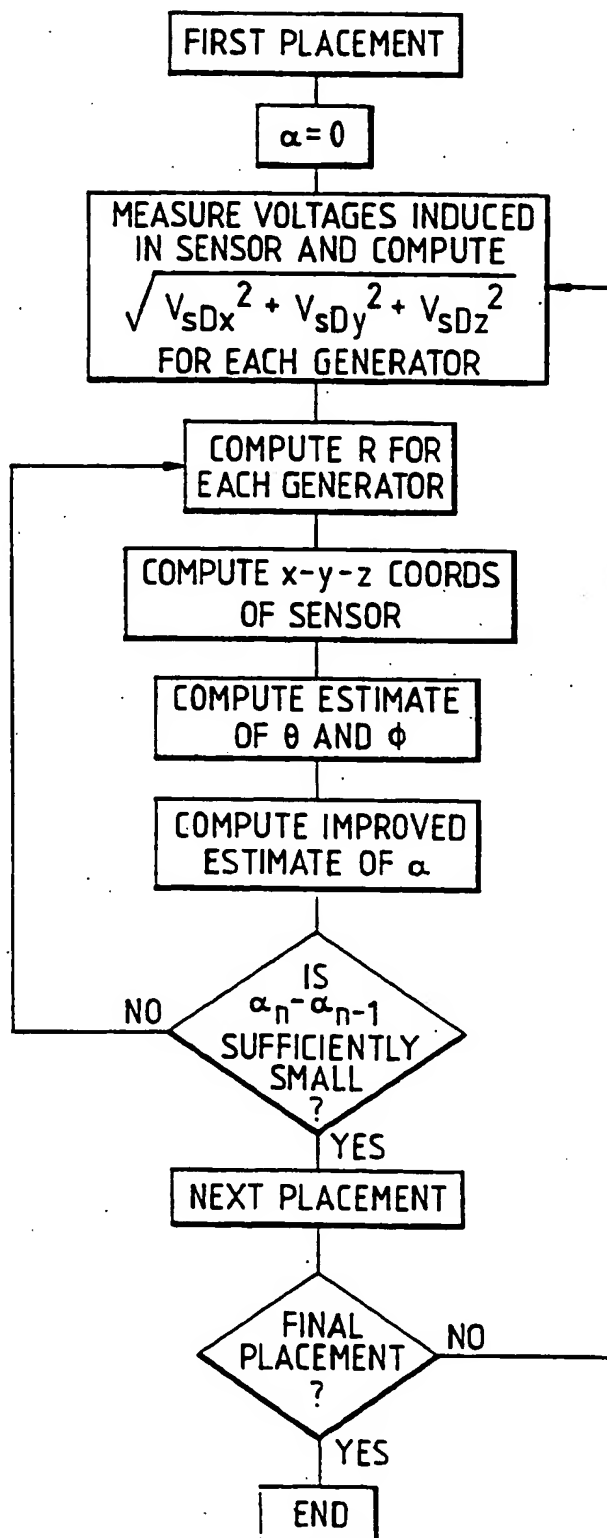 FIRST PLACEMENT
α = 0
MEASURE VOLTAGES INDUCED
IN SENSOR AND COMPUTE
√(VsDx² + VsDy² + VsDz²)
FOR EACH GENERATOR
COMPUTE R FOR
EACH GENERATOR
COMPUTE x-y-z COORDS
OF SENSOR
COMPUTE ESTIMATE
OF θ AND ϕ
COMPUTE IMPROVED
ESTIMATE OF α
IS
αn-αn-1
SUFFICIENTLY
SMALL
?
NO
YES
NEXT PLACEMENT
FINAL
PLACEMENT
?
NO
YES
END